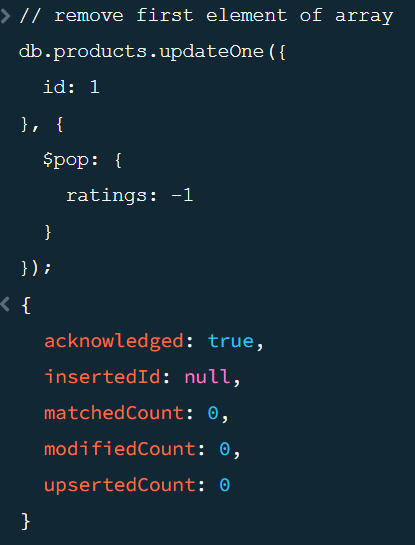 > // remove first element of array
db.products.updateOne({
  id: 1
}, {
  $pop: {
    ratings: -1
  }
});
< {
  acknowledged: true,
  insertedId: null,
  matchedCount: 0,
  modifiedCount: 0,
  upsertedCount: 0
}